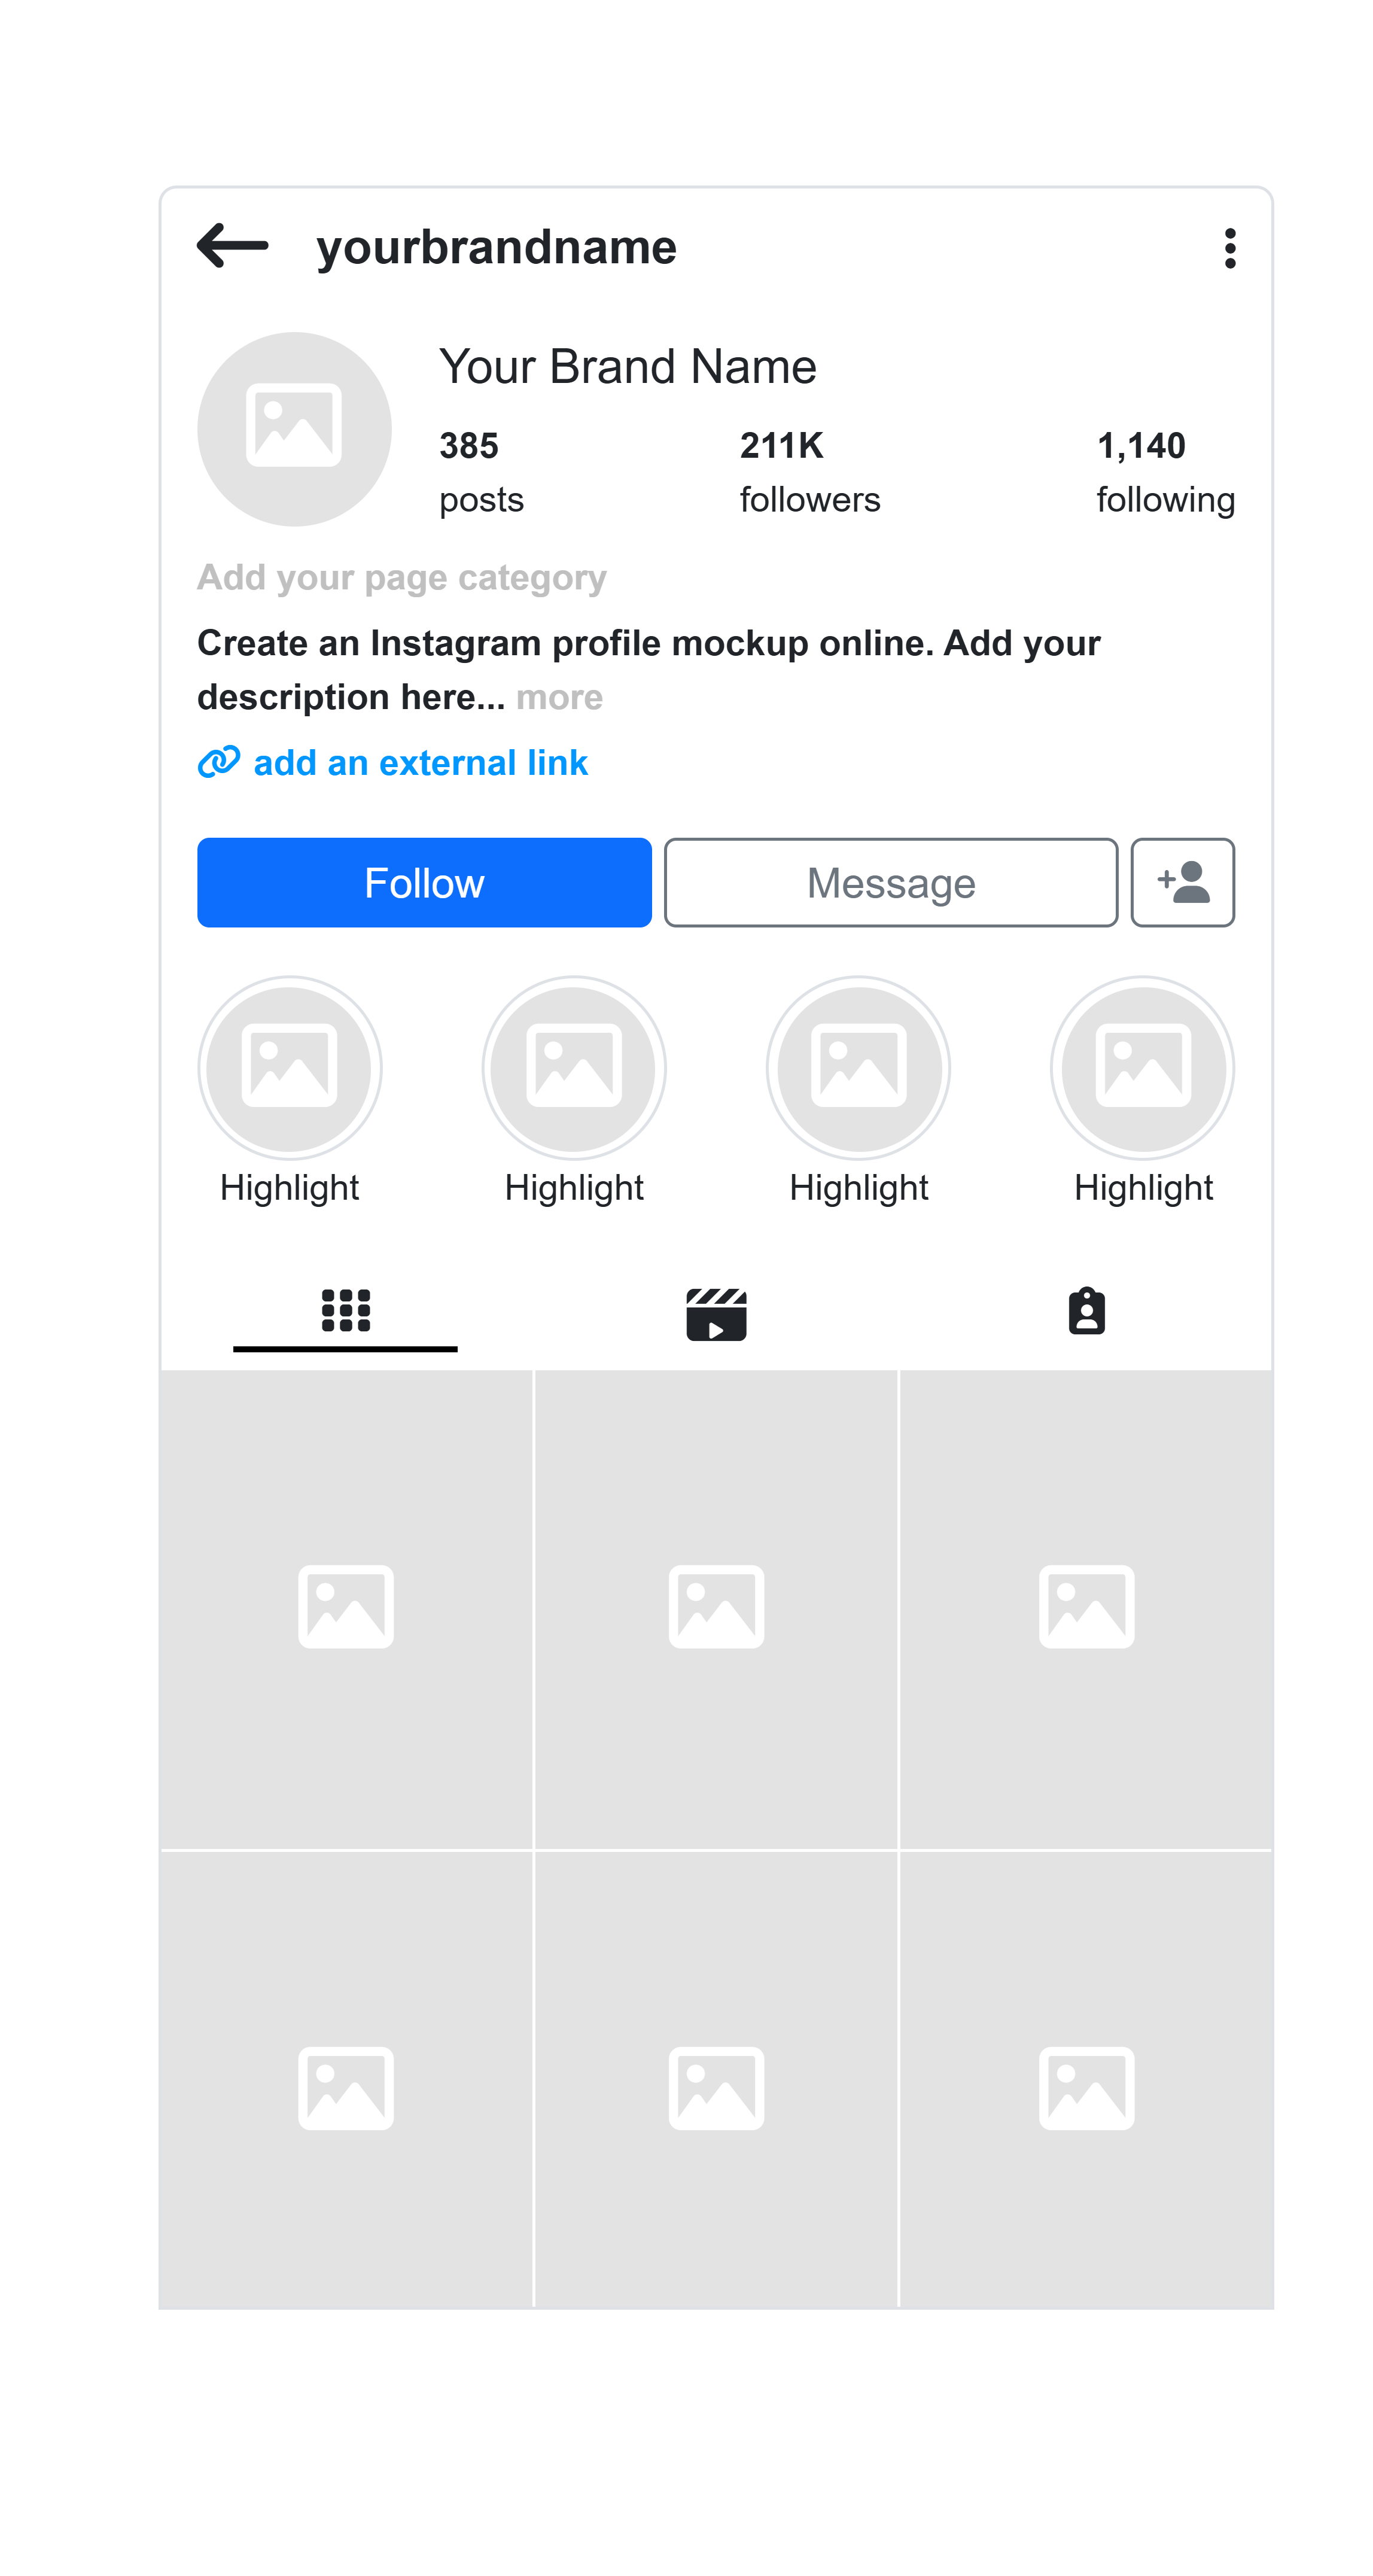 yourbrandname
Your Brand Name
385 211K 1,140
posts followers following
Add your page category
Create an Instagram profile mockup online. Add your
description here... more
add an external link
Follow Message
Highlight Highlight Highlight Highlight